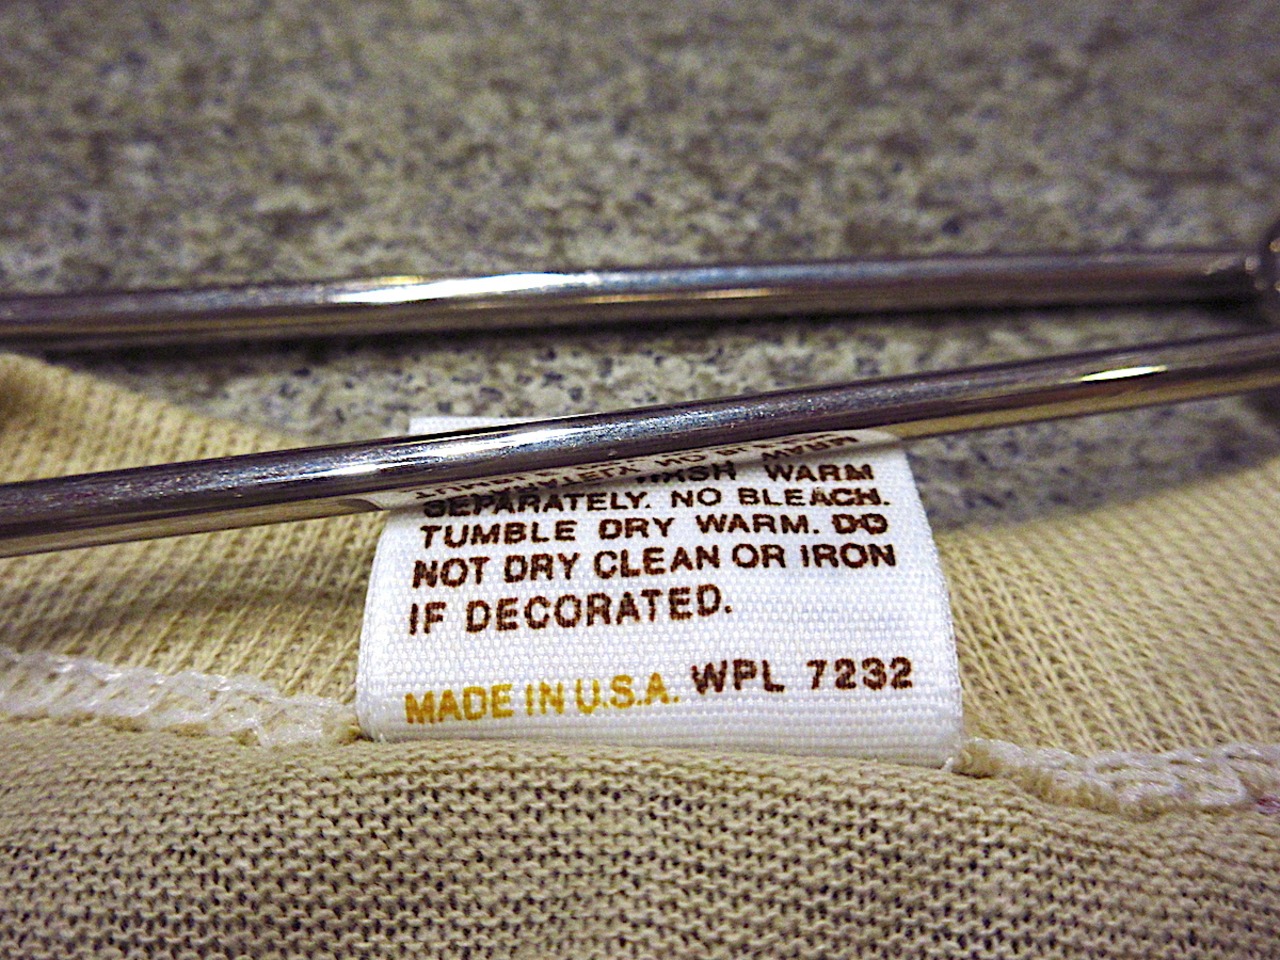 WASH WARM
SEPARATELY. NO BLEACH.
TUMBLE DRY WARM. DO
NOT DRY CLEAN OR IRON
IF DECORATED.
MADE IN U.S.A. WPL 7232